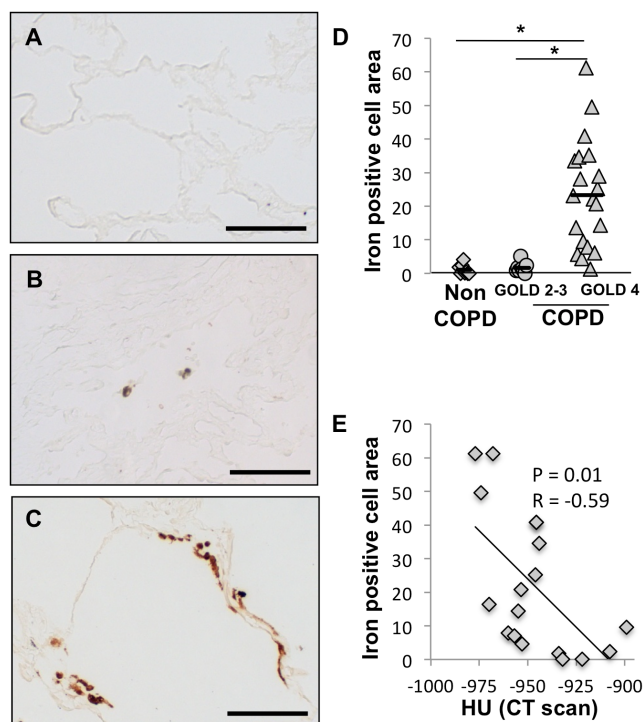 A
B
C
D
Iron positive cell area
70
60
50
40
30
20
10
0
*
*
Non
COPD
GOLD 2-3
GOLD 4
COPD
E
Iron positive cell area
70
60
50
40
30
20
10
0
P = 0.01
R = -0.59
-1000
-975
-950
-925
-900
HU (CT scan)